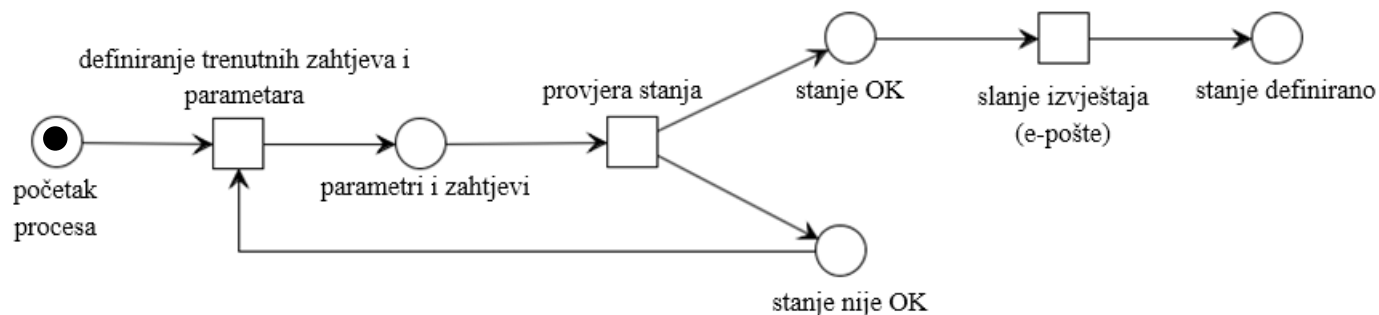 definiranje trenutnih zahtjeva i
parametara
provjera stanja
stanje OK
slanje izvještaja
(e-pošte)
stanje definirano
početak
procesa
parametri i zahtjevi
stanje nije OK